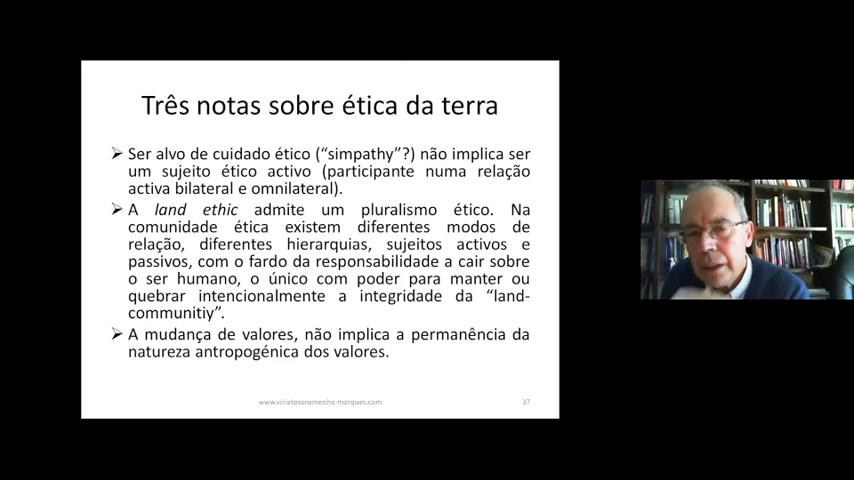 Três notas sobre ética da terra
➢ Ser alvo de cuidado ético (“simpathy”?) não implica ser
um sujeito ético activo (participante numa relação
activa bilateral e omnilateral).
➢ A land ethic admite um pluralismo ético. Na
comunidade ética existem diferentes modos de
relação, diferentes hierarquias, sujeitos activos e
passivos, com o fardo da responsabilidade a cair sobre
o ser humano, o único com poder para manter ou
quebrar intencionalmente a integridade da “land-
communitiy”.
➢ A mudança de valores, não implica a permanência da
natureza antropogénica dos valores.
www.viriatosoromenho-marques.com
37